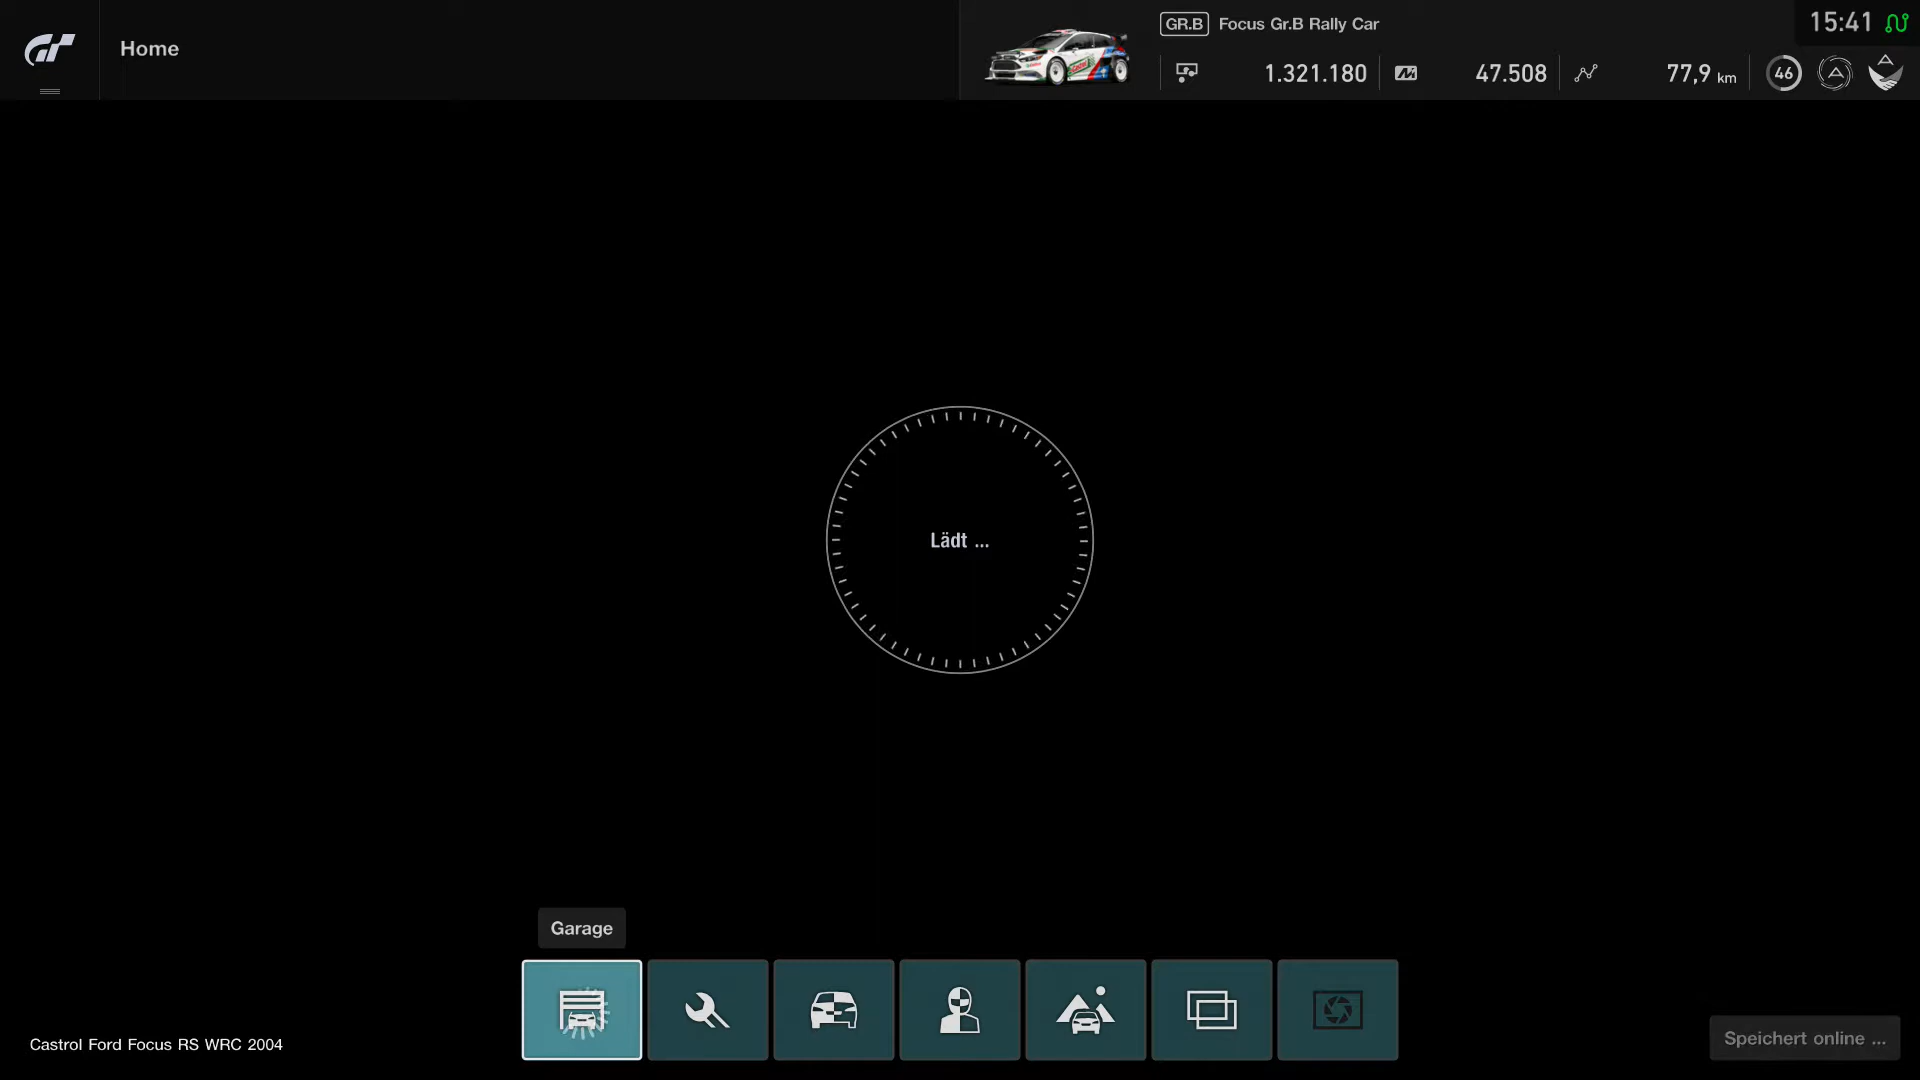 Home
GR.B Focus Gr.B Rally Car
15:41
1.321.180
47.508
77,9 km
46
Lädt ...
Garage
Castrol Ford Focus RS WRC 2004
Speichert online ...